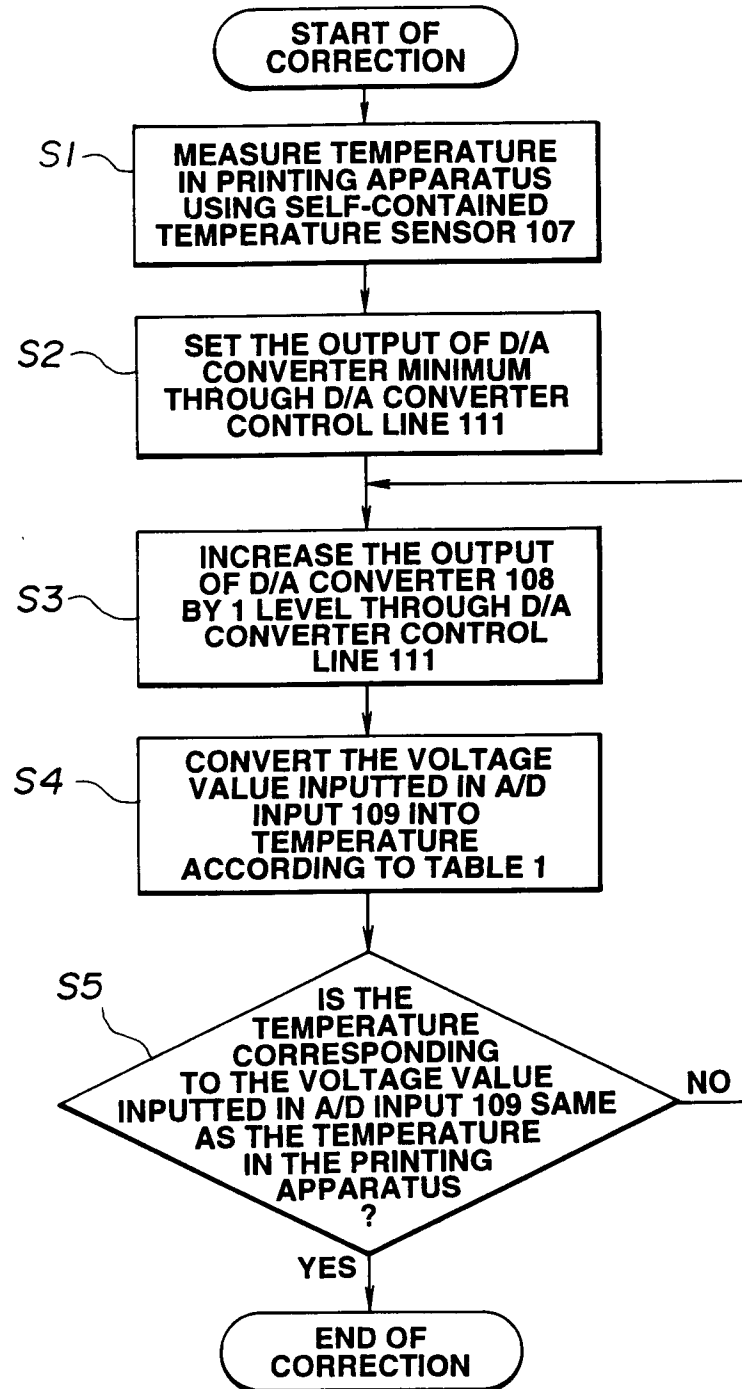 START OF
CORRECTION
S1
MEASURE TEMPERATURE
IN PRINTING APPARATUS
USING SELF-CONTAINED
TEMPERATURE SENSOR 107
S2
SET THE OUTPUT OF D/A
CONVERTER MINIMUM
THROUGH D/A CONVERTER
CONTROL LINE 111
S3
INCREASE THE OUTPUT
OF D/A CONVERTER 108
BY 1 LEVEL THROUGH D/A
CONVERTER CONTROL
LINE 111
S4
CONVERT THE VOLTAGE
VALUE INPUTTED IN A/D
INPUT 109 INTO
TEMPERATURE
ACCORDING TO TABLE 1
S5
IS THE
TEMPERATURE
CORRESPONDING
TO THE VOLTAGE VALUE
INPUTTED IN A/D INPUT 109 SAME
AS THE TEMPERATURE
IN THE PRINTING
APPARATUS
?
NO
YES
END OF
CORRECTION